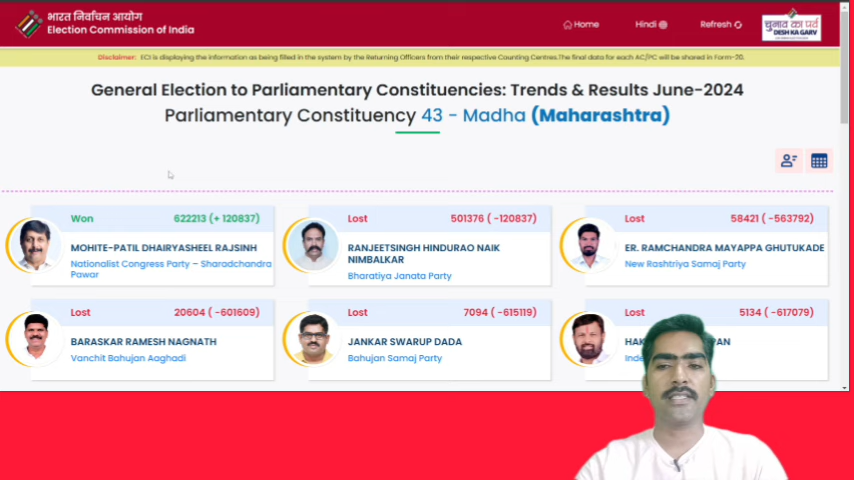 भारत निर्वाचन आयोग
Election Commission of India
Home
Hindi
Refresh
चुनाव का पर्व
DESH KA GARV
Disclaimer: ECI is displaying the information as being filled in the system by the Returning Officers from their respective Counting Centres.The final data for each AC/PC will be shared in Form-20.
General Election to Parliamentary Constituencies: Trends & Results June-2024
Parliamentary Constituency 43 - Madha (Maharashtra)
Won 622213 (+ 120837)
MOHITE-PATIL DHAIRYASHEEL RAJSINH
Nationalist Congress Party – Sharadchandra
Pawar
Lost 501376 ( -120837)
RANJEETSINGH HINDURAO NAIK
NIMBALKAR
Bharatiya Janata Party
Lost 58421 ( -563792)
ER. RAMCHANDRA MAYAPPA GHUTUKADE
New Rashtriya Samaj Party
Lost 20604 ( -601609)
BARASKAR RAMESH NAGNATH
Vanchit Bahujan Aaghadi
Lost 7094 ( -615119)
JANKAR SWARUP DADA
Bahujan Samaj Party
Lost 5134 ( -617079)